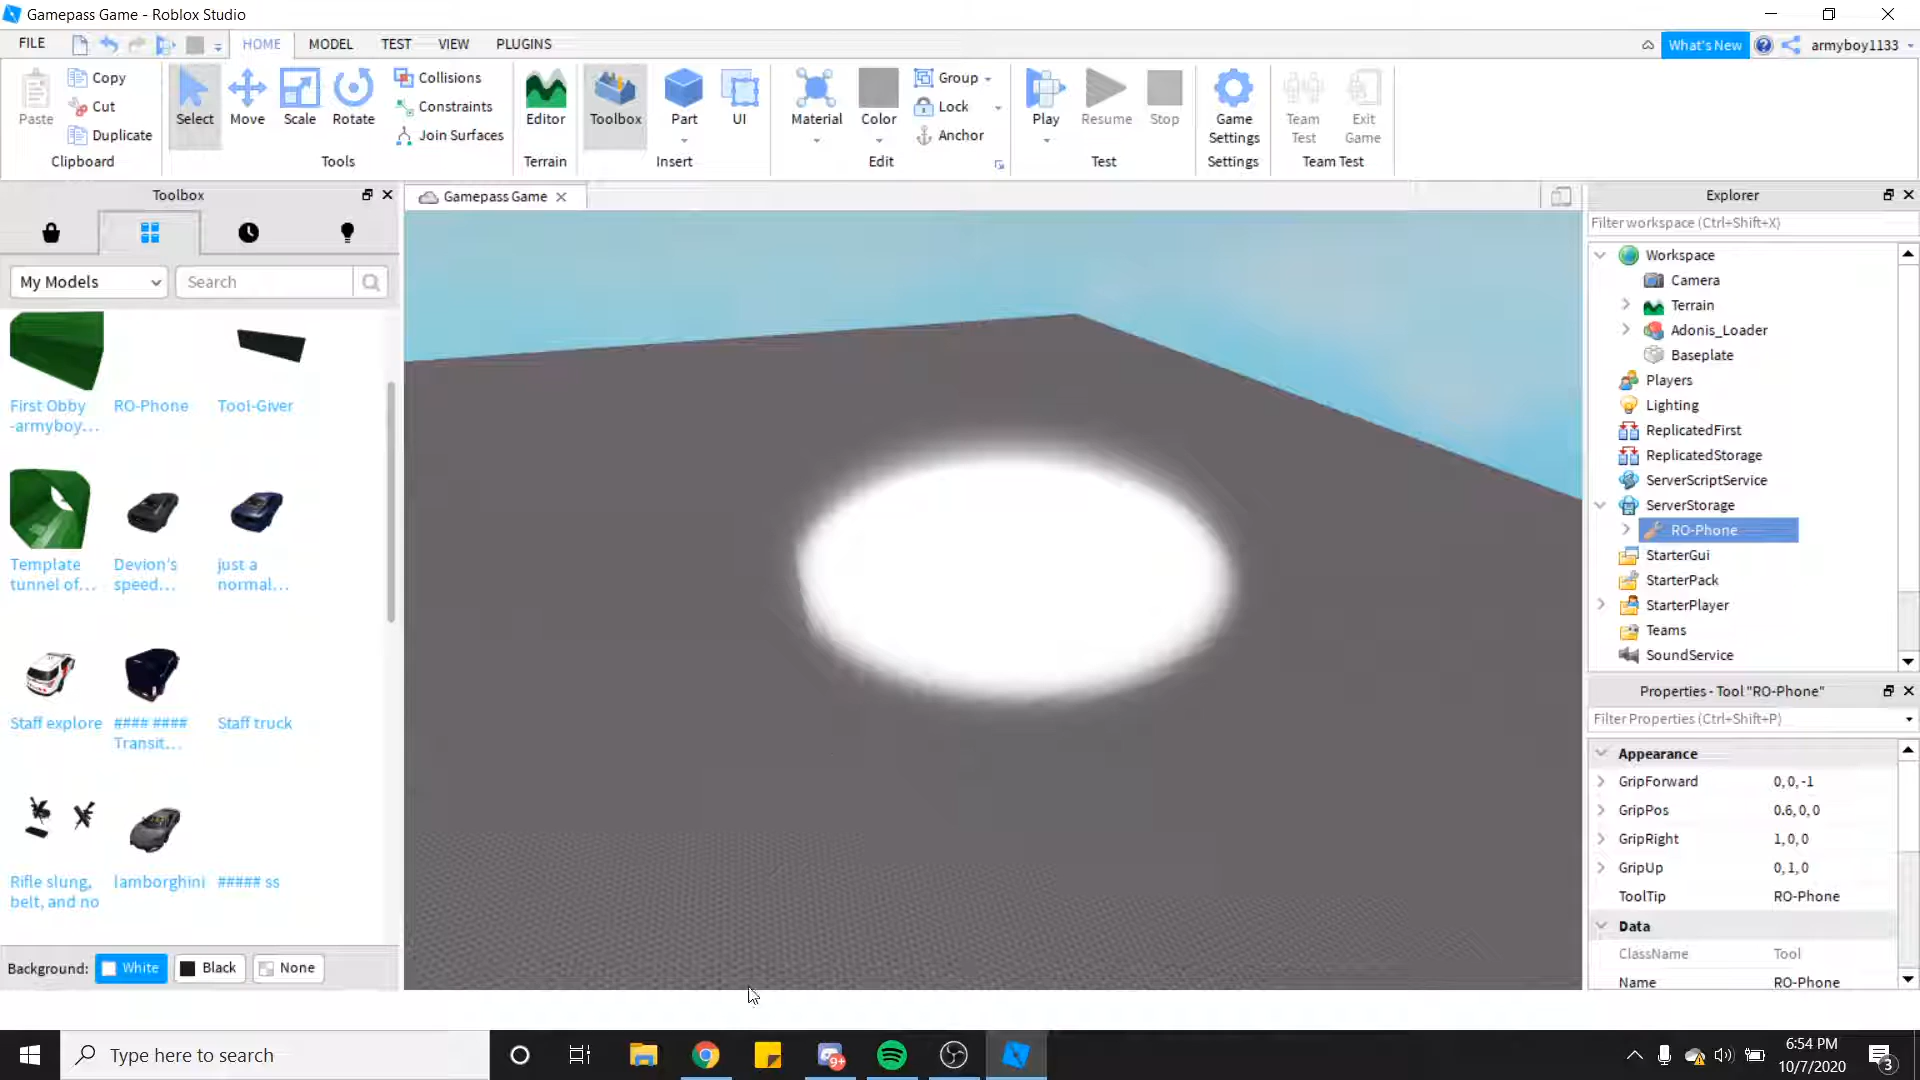 Gamepass Game - Roblox Studio
FILE
HOME
MODEL
TEST
VIEW
PLUGINS
What's New
armyboy1133
Paste
Copy
Cut
Duplicate
Clipboard
Select
Move
Scale
Rotate
Collisions
Constraints
Join Surfaces
Tools
Editor
Terrain
Toolbox
Part
UI
Insert
Material
Color
Group
Lock
Anchor
Edit
Play
Resume
Stop
Test
Game
Settings
Settings
Team
Test
Exit
Game
Team Test
Toolbox
My Models
Search
First Obby
-armyboy...
RO-Phone
Tool-Giver
Template
tunnel of...
Devion's
speed...
just a
normal...
Staff explore
#### ####
Transit...
Staff truck
Rifle slung,
belt, and no
lamborghini
##### ss
Background:
White
Black
None
Gamepass Game
Explorer
Filter workspace (Ctrl+Shift+X)
Workspace
Camera
Terrain
Adonis_Loader
Baseplate
Players
Lighting
ReplicatedFirst
ReplicatedStorage
ServerScriptService
ServerStorage
RO-Phone
StarterGui
StarterPack
StarterPlayer
Teams
SoundService
Properties - Tool "RO-Phone"
Filter Properties (Ctrl+Shift+P)
Appearance
GripForward 0,0,-1
GripPos 0.6,0,0
GripRight 1,0,0
GripUp 0,1,0
ToolTip RO-Phone
Data
ClassName Tool
Name RO-Phone
Type here to search
9+
6:54 PM
10/7/2020
3